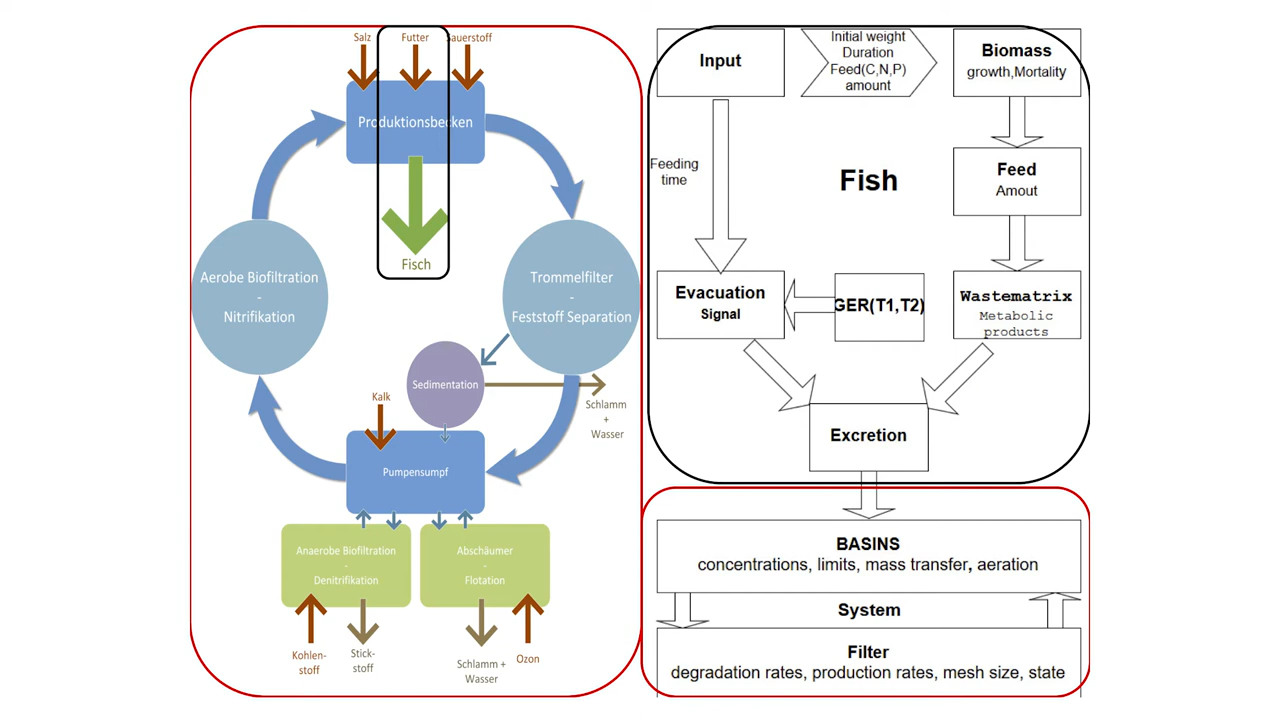 Salz
Futter
Sauerstoff
Produktionsbecken
Fisch
Aerobe Biofiltration
-
Nitrifikation
Trommelfilter
-
Feststoff Separation
Sedimentation
Schlamm
+
Wasser
Kalk
Pumpensumpf
Anaerobe Biofiltration
-
Denitrifikation
Abschäumer
-
Flotation
Kohlen-
stoff
Stick-
stoff
Schlamm +
Wasser
Ozon
Input
Initial weight
Duration
Feed(C,N,P)
amount
Biomass
growth,Mortality
Feeding
time
Fish
Feed
Amout
Evacuation
Signal
GER(T1,T2)
Wastematrix
Metabolic
products
Excretion
BASINS
concentrations, limits, mass transfer, aeration
System
Filter
degradation rates, production rates, mesh size, state